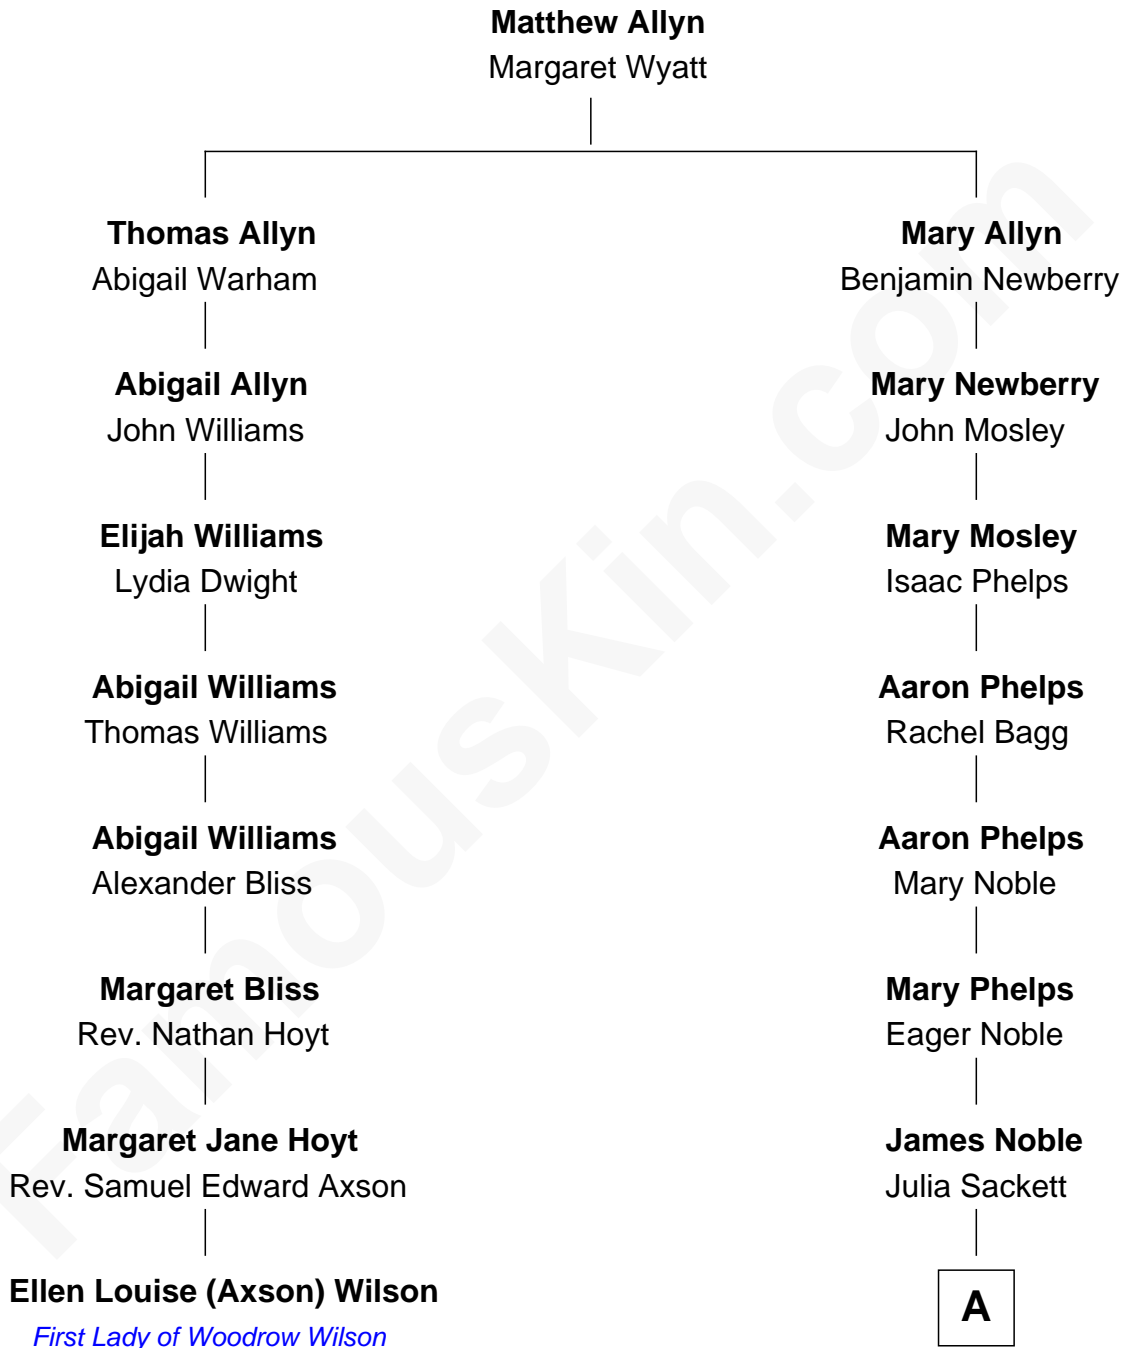 Matthew Allyn
Margaret Wyatt
Thomas Allyn
Abigail Warham
Mary Allyn
Benjamin Newberry
Abigail Allyn
John Williams
Mary Newberry
John Mosley
Elijah Williams
Lydia Dwight
Mary Mosley
Isaac Phelps
Abigail Williams
Thomas Williams
Aaron Phelps
Rachel Bagg
Abigail Williams
Alexander Bliss
Aaron Phelps
Mary Noble
Margaret Bliss
Rev. Nathan Hoyt
Mary Phelps
Eager Noble
Margaret Jane Hoyt
Rev. Samuel Edward Axson
James Noble
Julia Sackett
Ellen Louise (Axson) Wilson
First Lady of Woodrow Wilson
A
FamousKin.com